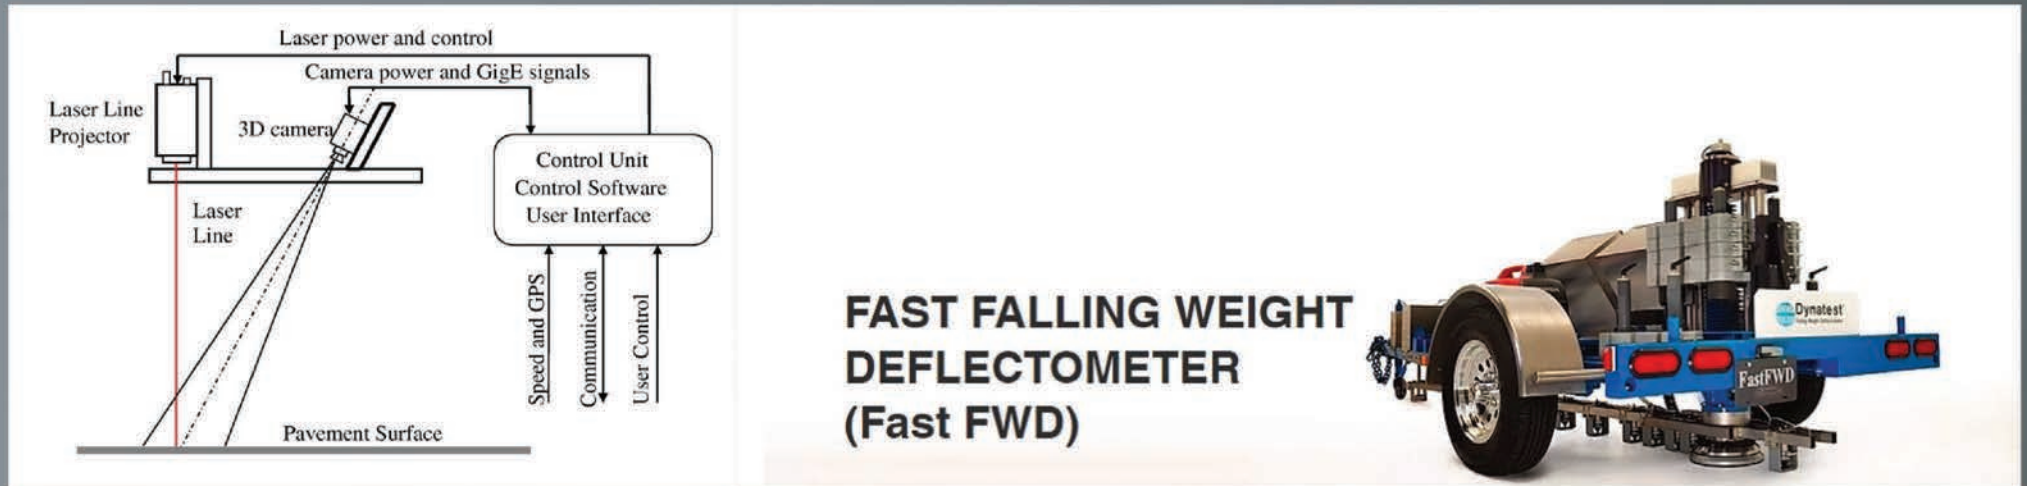 Laser power and control
Camera power and GigE signals
Laser Line
Projector
3D camera
Control Unit
Control Software
User Interface
Laser
Line
Speed and GPS
Communication
User Control
Pavement Surface
FAST FALLING WEIGHT
DEFLECTOMETER
(Fast FWD)
Dynatest
FastFWD